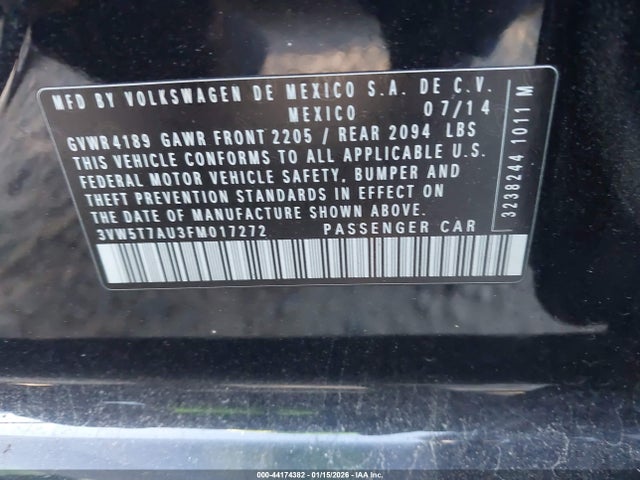 MFD BY VOLKSWAGEN DE MEXICO S.A. DE C.V.
MEXICO 07/14
GVWR 4189 GAWR FRONT 2205 / REAR 2094 LBS
THIS VEHICLE CONFORMS TO ALL APPLICABLE U.S.
FEDERAL MOTOR VEHICLE SAFETY, BUMPER AND
THEFT PREVENTION STANDARDS IN EFFECT ON
THE DATE OF MANUFACTURE SHOWN ABOVE.
3VW5T7AU3FM017272 PASSENGER CAR
3238244 1011 M
000-44174382 - 01/15/2026 - IAA Inc.